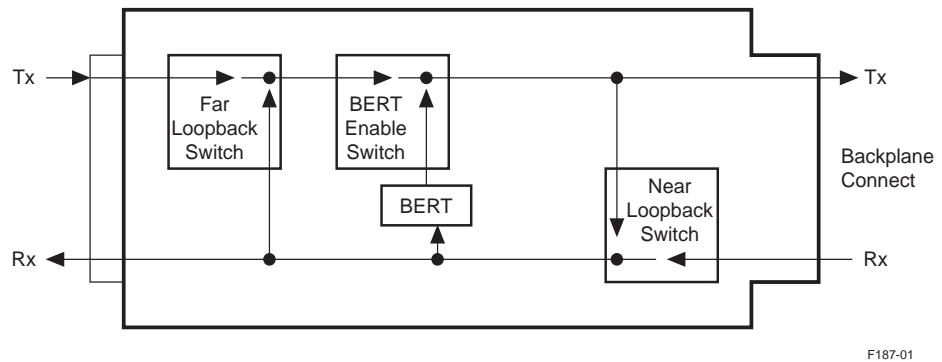 Tx
Far
Loopback
Switch
BERT
Enable
Switch
Tx
Backplane
Connect
BERT
Near
Loopback
Switch
Rx
Rx
F187-01